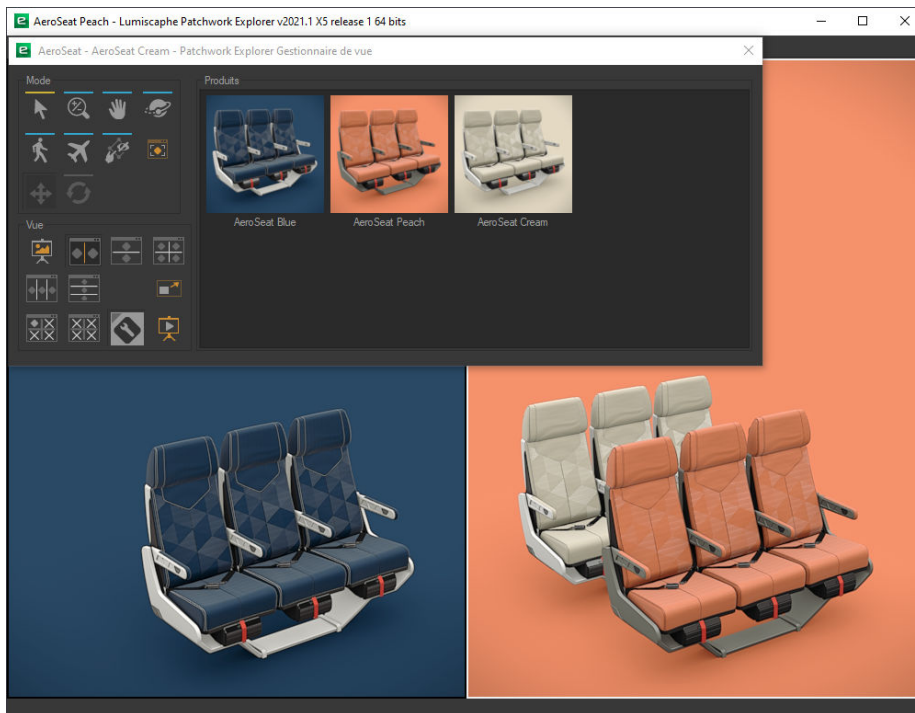 AeroSeat Peach - Lumiscaphe Patchwork Explorer v2021.1 X5 release 1 64 bits
AeroSeat - AeroSeat Cream - Patchwork Explorer Gestionnaire de vue
Mode
Produits
AeroSeat Blue
AeroSeat Peach
AeroSeat Cream
Vue